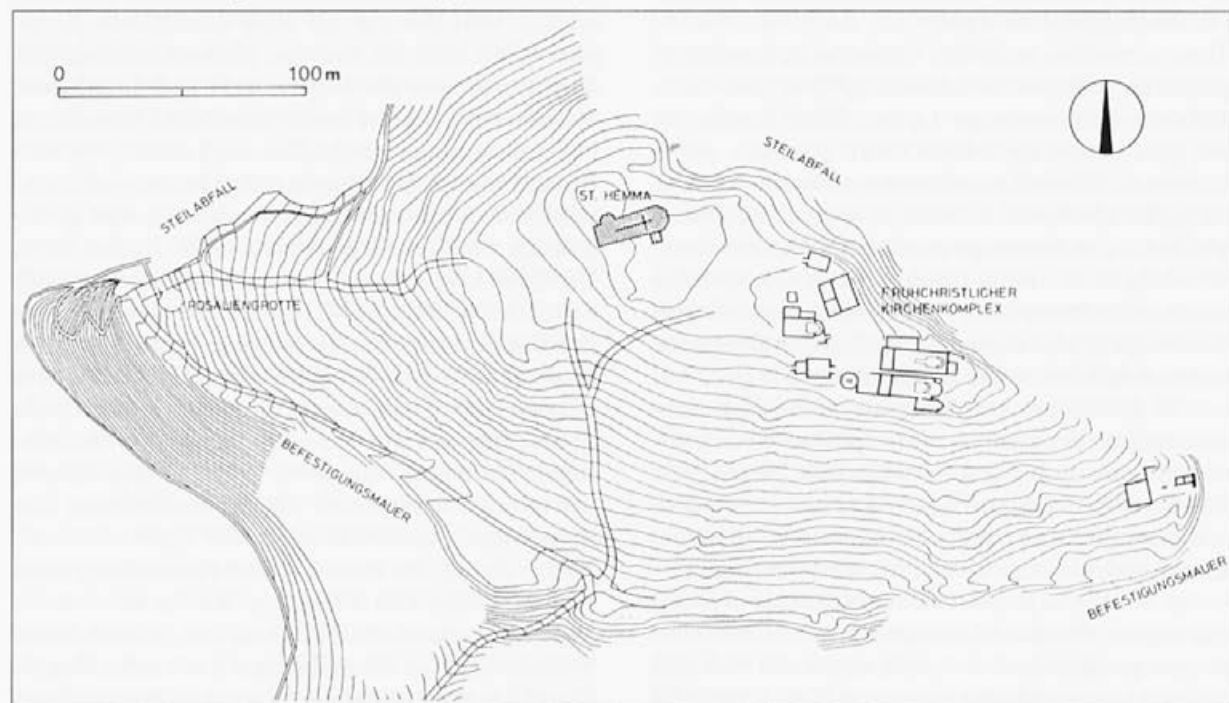 0 100 m
STEILABFALL
ST. HEMMA
STEILABFALL
ROSALIENGROTTE
FRÜHCHRISTLICHER
KIRCHENKOMPLEX
BEFESTIGUNGSMAUER
BEFESTIGUNGSMAUER